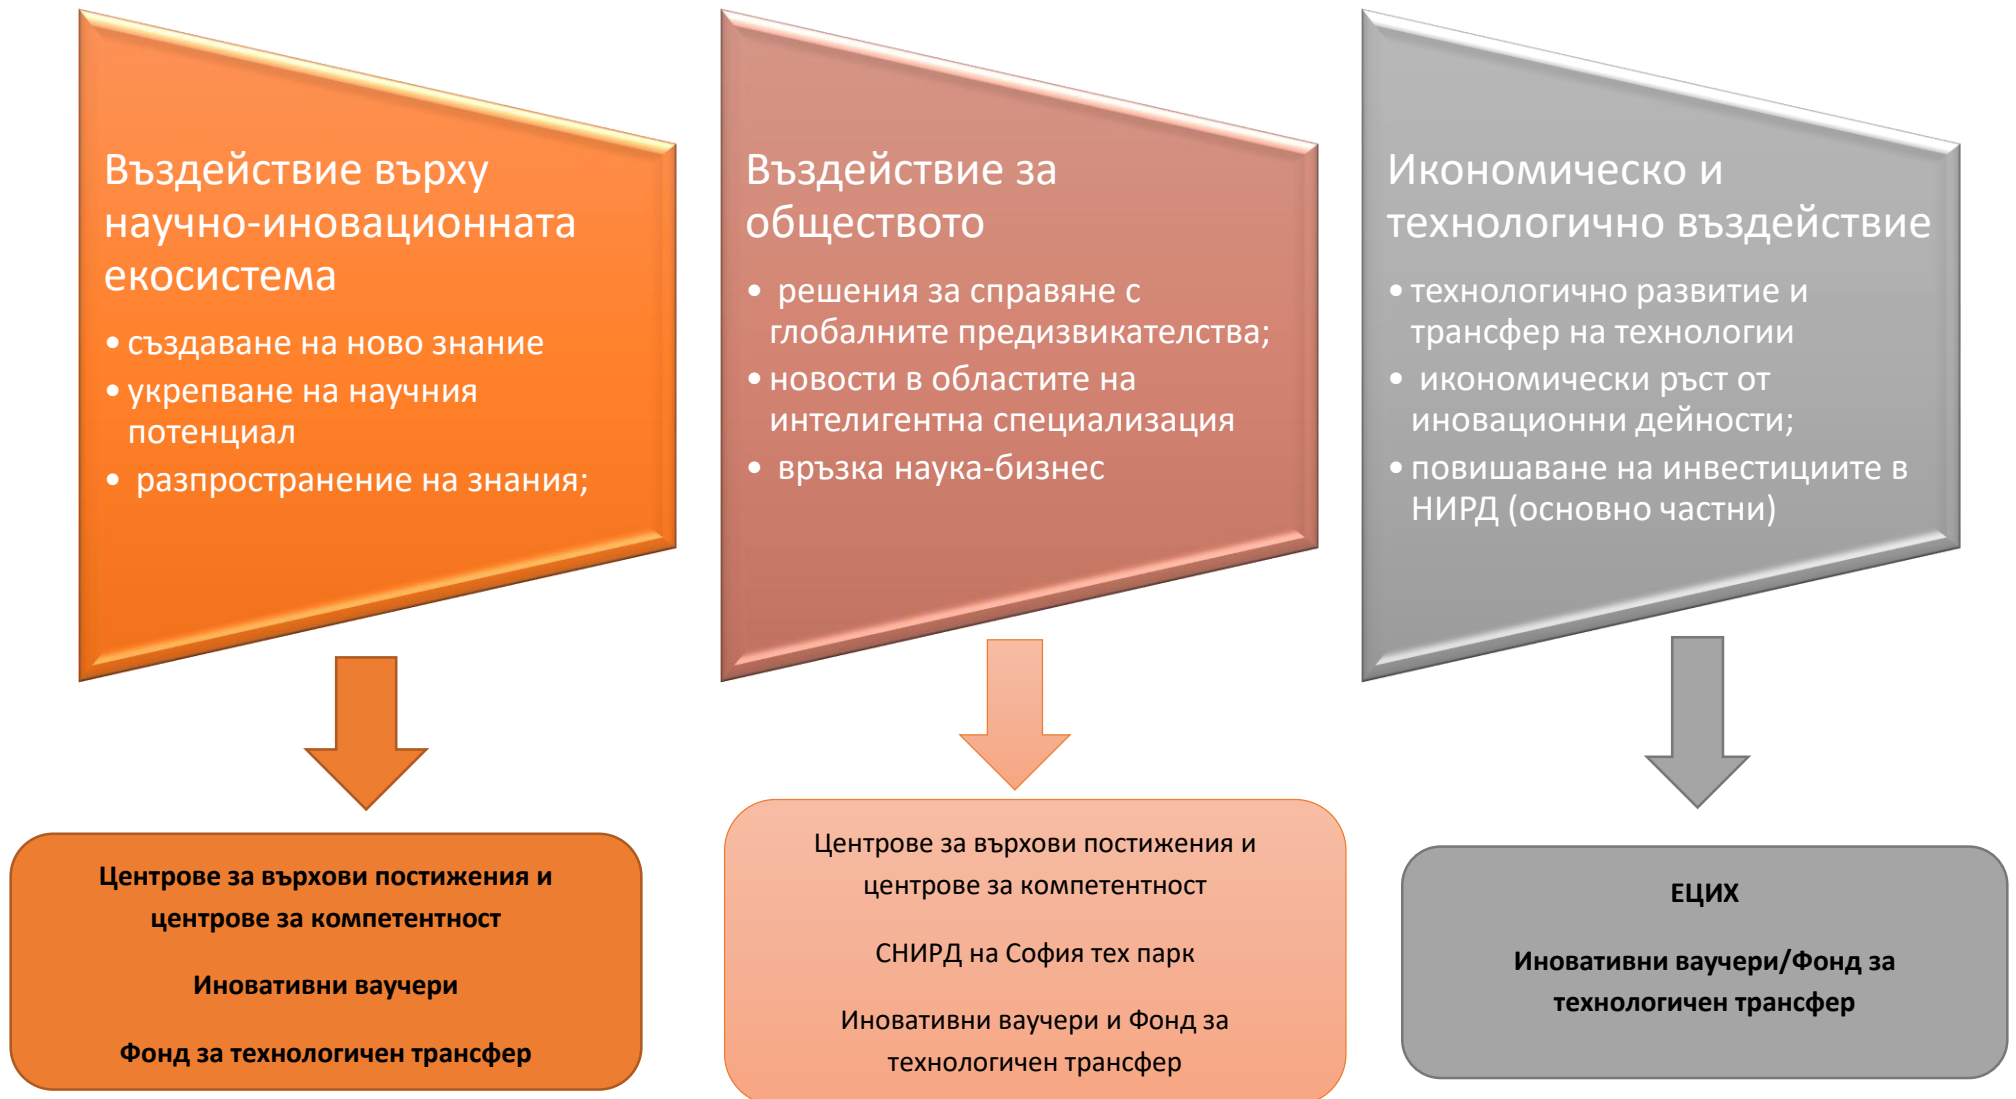 Въздействие върху
научно-иновационната
екосистема
• създаване на ново знание
• укрепване на научния
потенциал
• разпространение на знания;
Въздействие за
обществото
• решения за справяне с
глобалните предизвикателства;
• новости в областите на
интелигентна специализация
• връзка наука-бизнес
Икономическо и
технологично въздействие
• технологично развитие и
трансфер на технологии
• икономически ръст от
иновационни дейности;
• повишаване на инвестициите в
НИРД (основно частни)
Центрове за върхови постижения и
центрове за компетентност
Иновативни ваучери
Фонд за технологичен трансфер
Центрове за върхови постижения и
центрове за компетентност
СНИРД на София тех парк
Иновативни ваучери и Фонд за
технологичен трансфер
ЕЦИХ
Иновативни ваучери/Фонд за
технологичен трансфер